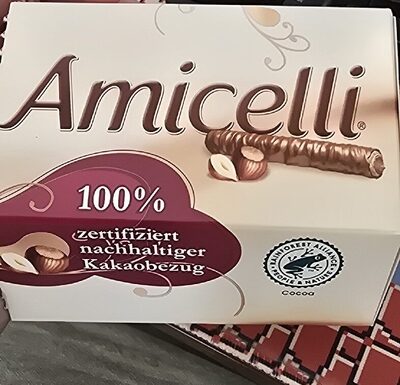 Amicelli®
100%
zertifiziert
nachhaltiger
Kakaobezug
RAINFOREST ALLIANCE
PEOPLE & NATURE
Cocoa